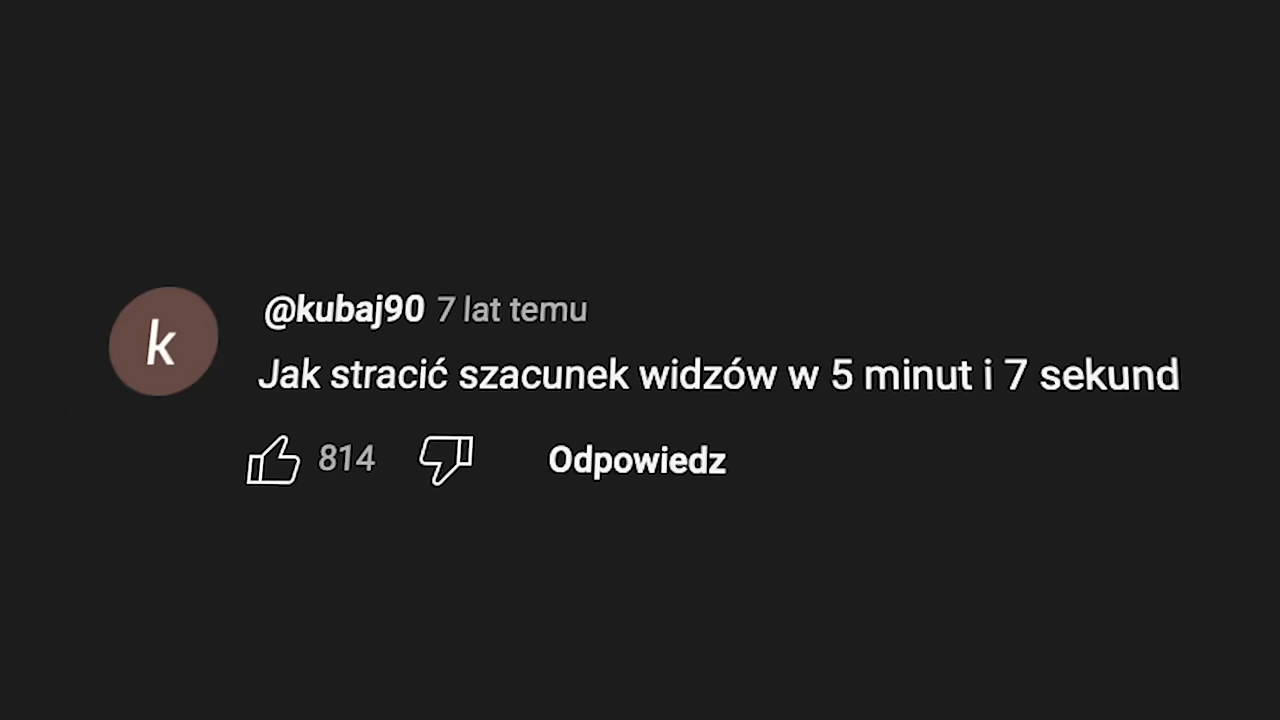 k
@kubaj90 7 lat temu
Jak stracić szacunek widzów w 5 minut i 7 sekund
814 Odpowiedz